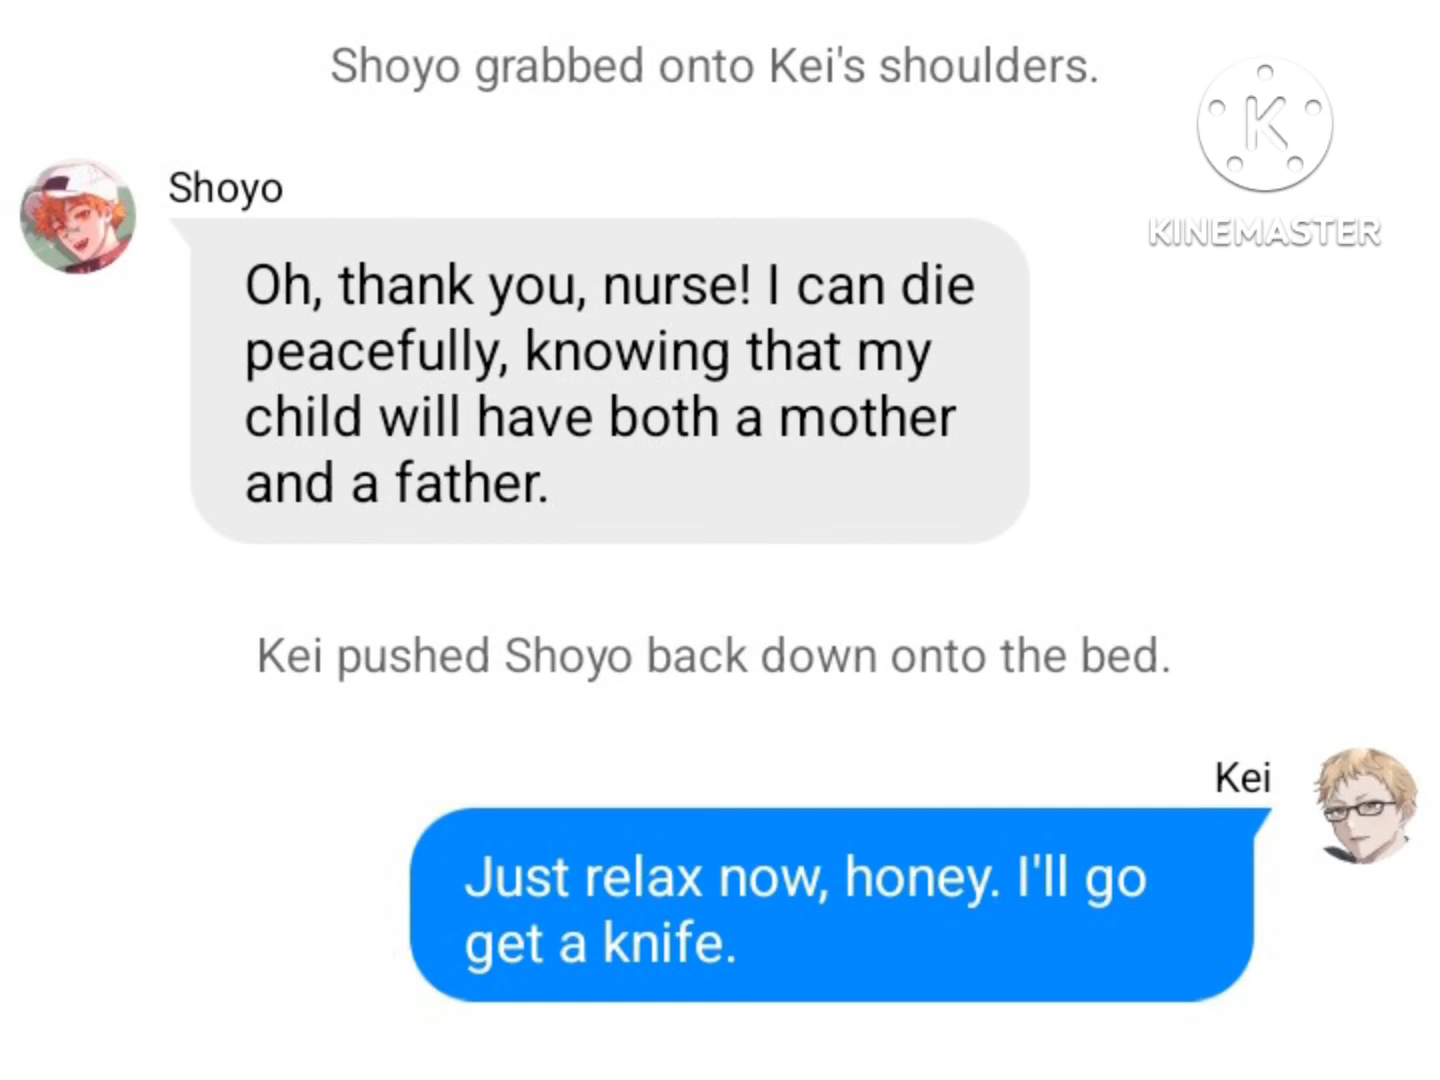 Shoyo grabbed onto Kei's shoulders.
K
KINEMASTER
Shoyo
Oh, thank you, nurse! I can die
peacefully, knowing that my
child will have both a mother
and a father.
Kei pushed Shoyo back down onto the bed.
Kei
Just relax now, honey. I'll go
get a knife.